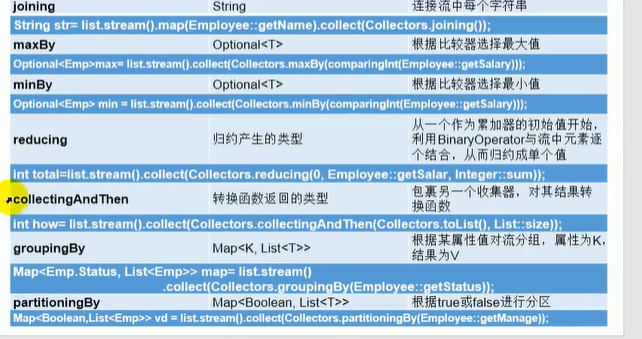 joining String 连接流中每个字符串
String str= list.stream().map(Employee::getName).collect(Collectors.joining());
maxBy Optional<T> 根据比较器选择最大值
Optional<Emp>max= list.stream().collect(Collectors.maxBy(comparingInt(Employee::getSalary)));
minBy Optional<T> 根据比较器选择最小值
Optional<Emp> min = list.stream().collect(Collectors.minBy(comparingInt(Employee::getSalary)));
从一个作为累加器的初始值开始,
reducing 归约产生的类型 利用BinaryOperator与流中元素逐
个结合,从而归约成单个值
int total=list.stream().collect(Collectors.reducing(0, Employee::getSalar, Integer::sum));
collectingAndThen 转换函数返回的类型 包裹另一个收集器,对其结果转
换函数
int how= list.stream().collect(Collectors.collectingAndThen(Collectors.toList(), List::size));
groupingBy Map<K, List<T>> 根据某属性值对流分组,属性为K,
结果为V
Map<Emp.Status, List<Emp>> map= list.stream()
.collect(Collectors.groupingBy(Employee::getStatus));
partitioningBy Map<Boolean, List<T>> 根据true或false进行分区
Map<Boolean,List<Emp>> vd = list.stream().collect(Collectors.partitioningBy(Employee::getManage));